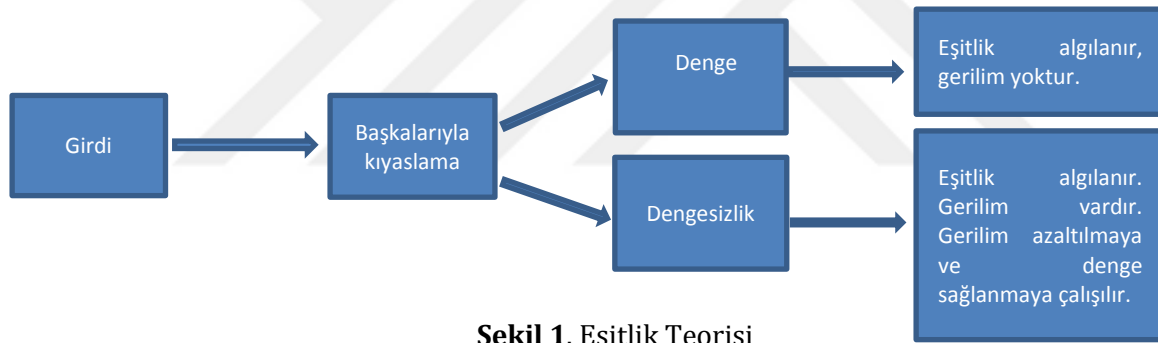 Girdi
Başkalarıyla
kıyaslama
Denge
Eşitlik algılanır,
gerilim yoktur.
Dengesizlik
Eşitlik algılanır.
Gerilim vardır.
Gerilim azaltılmaya
ve denge
sağlanmaya çalışılır.
Şekil 1. Eşitlik Teorisi